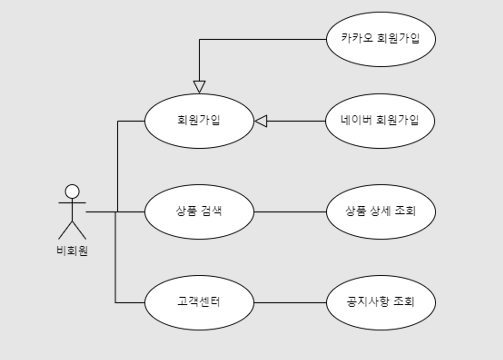 카카오 회원가입
회원가입
네이버 회원가입
상품 검색
상품 상세 조회
비회원
고객센터
공지사항 조회